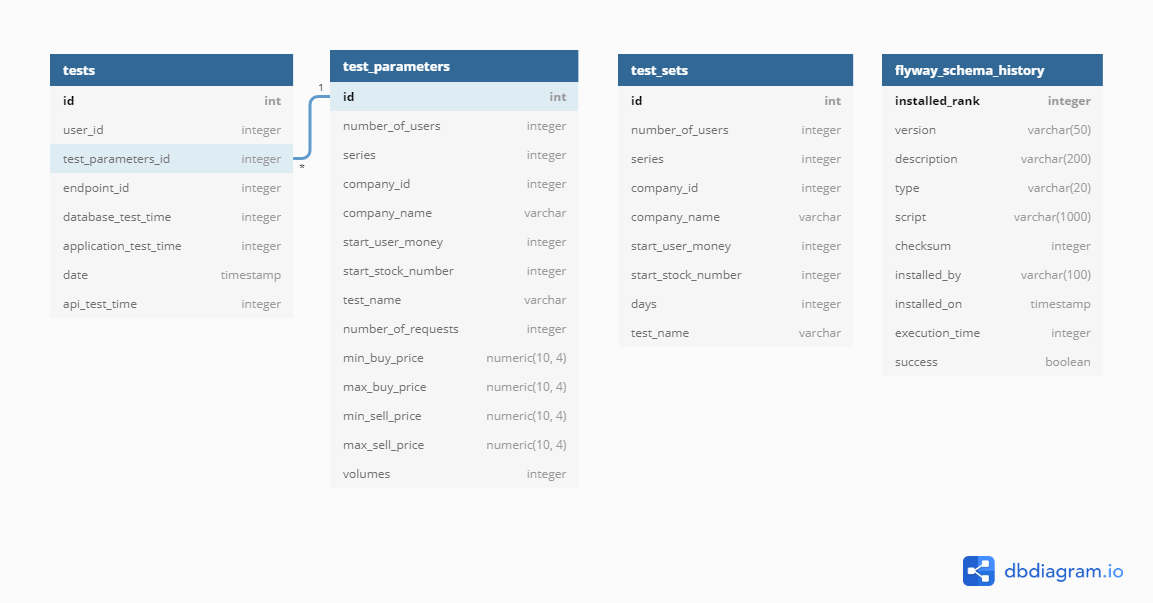 tests
id int
user_id integer
test_parameters_id integer
endpoint_id integer
database_test_time integer
application_test_time integer
date timestamp
api_test_time integer
1
*
test_parameters
id int
number_of_users integer
series integer
company_id integer
company_name varchar
start_user_money integer
start_stock_number integer
test_name varchar
number_of_requests integer
min_buy_price numeric(10, 4)
max_buy_price numeric(10, 4)
min_sell_price numeric(10, 4)
max_sell_price numeric(10, 4)
volumes integer
test_sets
id int
number_of_users integer
series integer
company_id integer
company_name varchar
start_user_money integer
start_stock_number integer
days integer
test_name varchar
flyway_schema_history
installed_rank integer
version varchar(50)
description varchar(200)
type varchar(20)
script varchar(1000)
checksum integer
installed_by varchar(100)
installed_on timestamp
execution_time integer
success boolean
dbdiagram.io